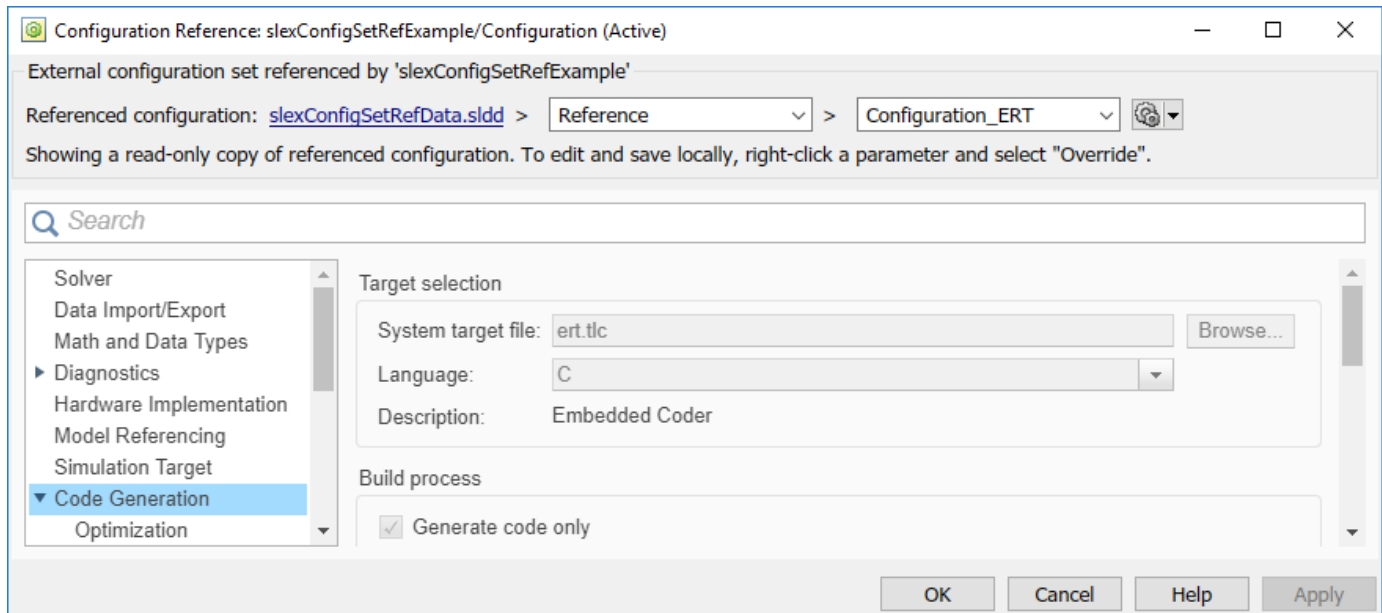 Configuration Reference: slexConfigSetRefExample/Configuration (Active)
External configuration set referenced by 'slexConfigSetRefExample'
Referenced configuration: slexConfigSetRefData.sldd > Reference > Configuration_ERT
Showing a read-only copy of referenced configuration. To edit and save locally, right-click a parameter and select "Override".
Search
Solver
Data Import/Export
Math and Data Types
Diagnostics
Hardware Implementation
Model Referencing
Simulation Target
Code Generation
Optimization
Target selection
System target file: ert.tlc Browse...
Language: C
Description: Embedded Coder
Build process
Generate code only
OK Cancel Help Apply